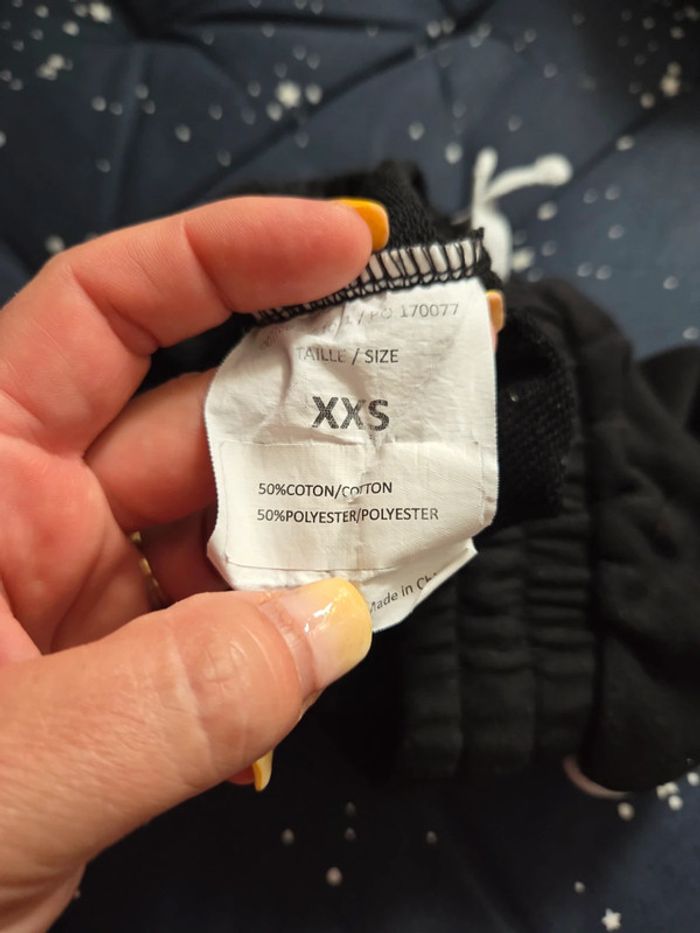 / PO 170077
TAILLE / SIZE
XXS
50%COTON/COTTON
50%POLYESTER/POLYESTER
Made in